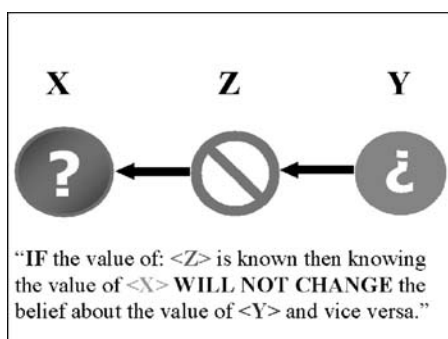 X Z Y
? ¿
“IF the value of: <Z> is known then knowing
the value of <X> WILL NOT CHANGE the
belief about the value of <Y> and vice versa.”